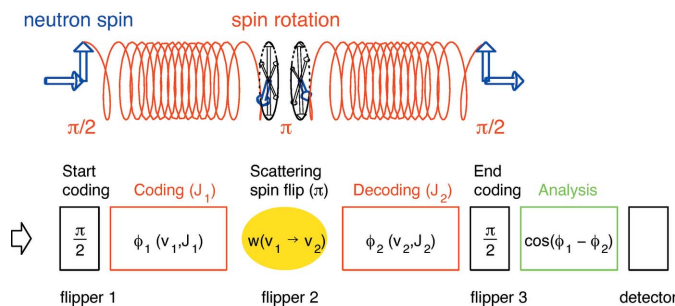 neutron spin spin rotation
π/2 π π/2
Start Scattering End
coding Coding (J₁) spin flip (π) Decoding (J₂) coding Analysis
π/2 ϕ₁ (v₁,J₁) w(v₁ → v₂) ϕ₂ (v₂,J₂) π/2 cos(ϕ₁ − ϕ₂)
flipper 1 flipper 2 flipper 3 detector